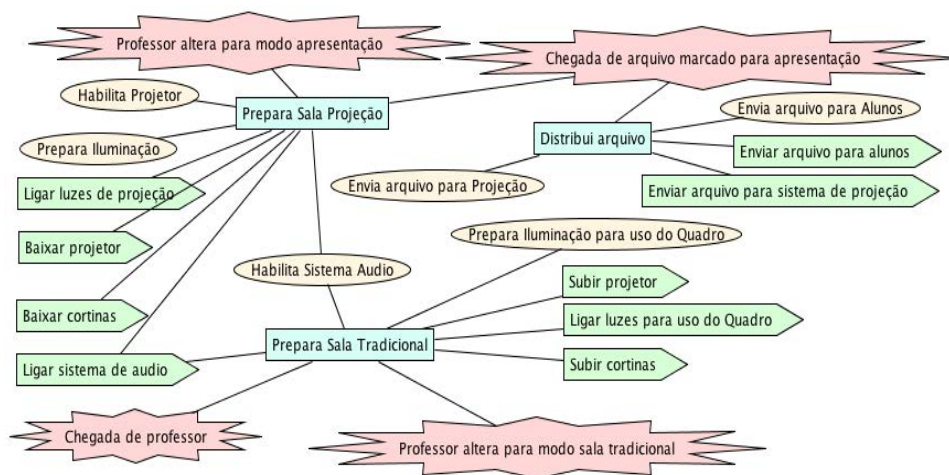 Professor altera para modo apresentação
Chegada de arquivo marcado para apresentação
Habilita Projetor
Prepara Sala Projeção
Envia arquivo para Alunos
Prepara Iluminação
Distribui arquivo
Enviar arquivo para alunos
Ligar luzes de projeção
Envia arquivo para Projeção
Enviar arquivo para sistema de projeção
Baixar projetor
Prepara Iluminação para uso do Quadro
Habilita Sistema Audio
Subir projetor
Baixar cortinas
Ligar luzes para uso do Quadro
Prepara Sala Tradicional
Ligar sistema de audio
Subir cortinas
Chegada de professor
Professor altera para modo sala tradicional